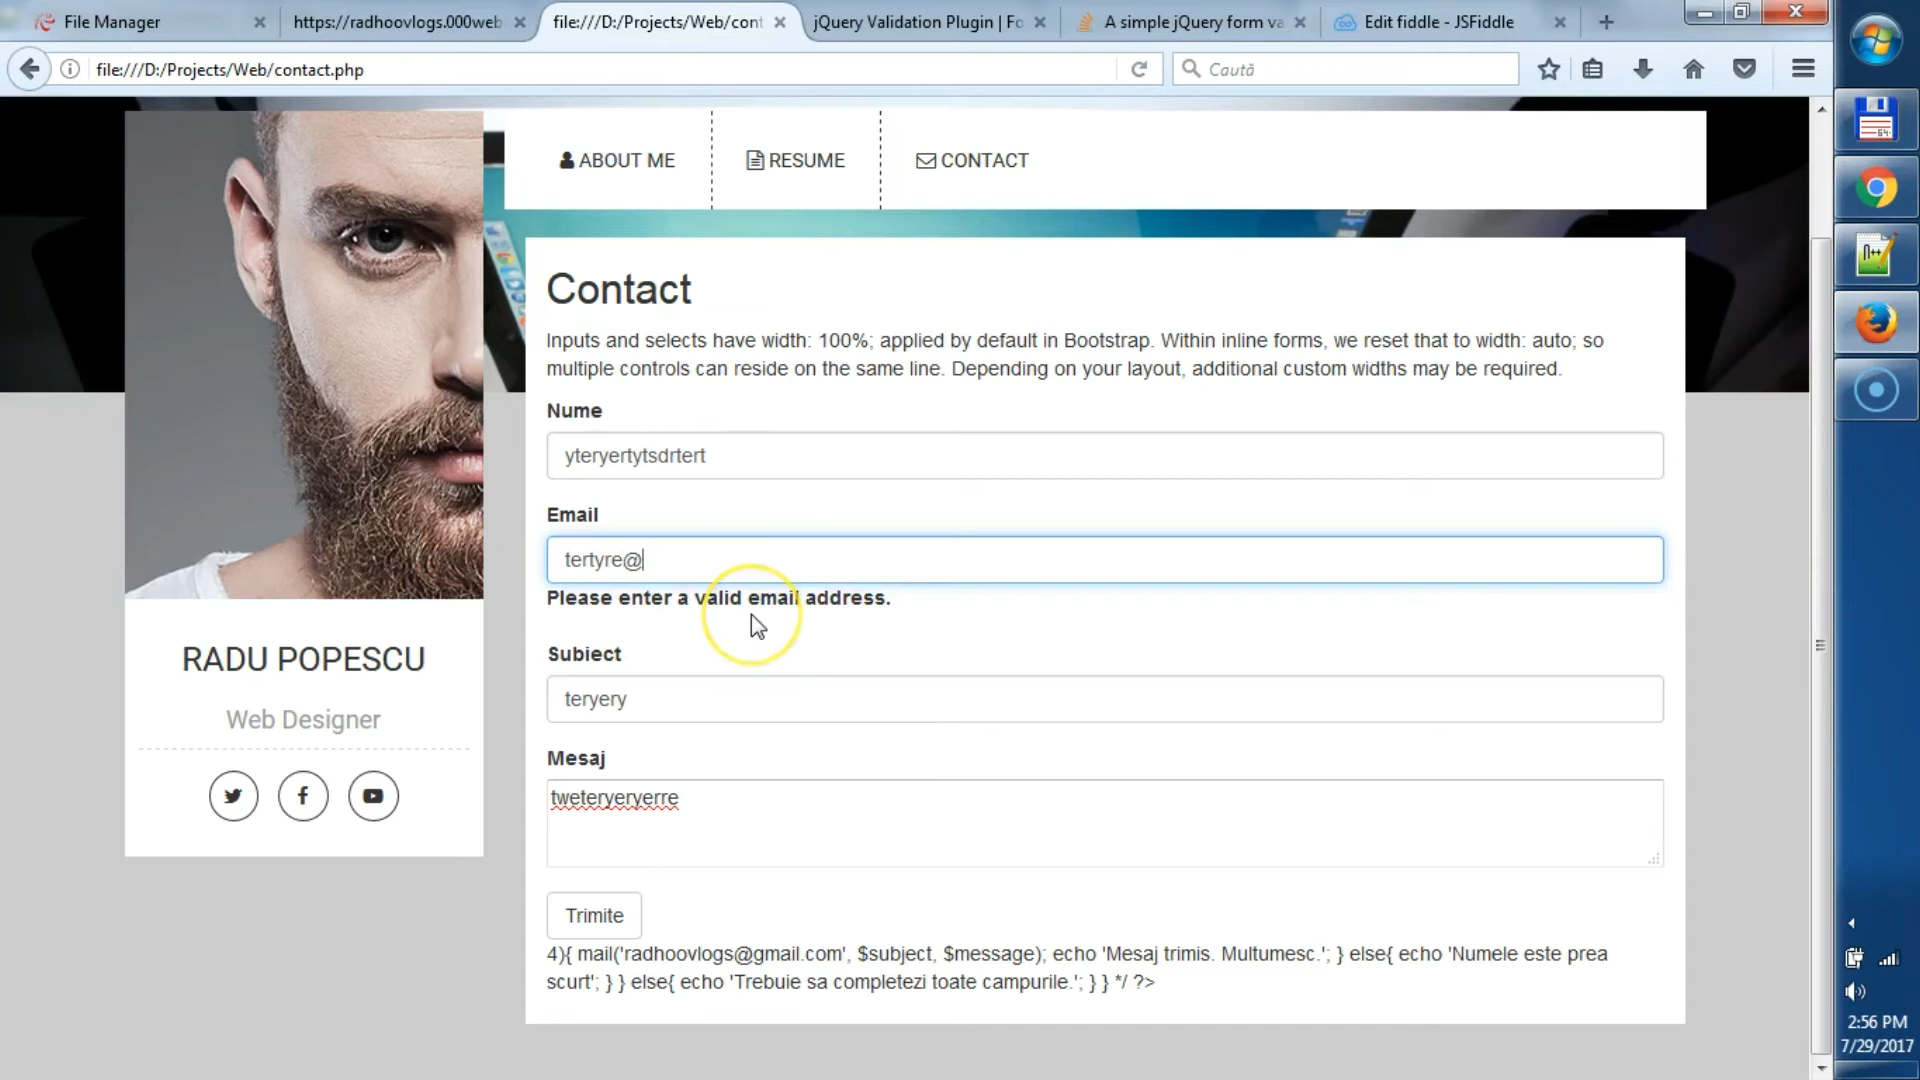 File Manager
https://radhoovlogs.000web
file:///D:/Projects/Web/cont
jQuery Validation Plugin | Fo
A simple jQuery form va
Edit fiddle - JSFiddle
file:///D:/Projects/Web/contact.php
Caută
ABOUT ME
RESUME
CONTACT
Contact
Inputs and selects have width: 100%; applied by default in Bootstrap. Within inline forms, we reset that to width: auto; so
multiple controls can reside on the same line. Depending on your layout, additional custom widths may be required.
Nume
yteryertytsdrtert
Email
tertyre@
Please enter a valid email address.
Subiect
teryery
Mesaj
tweteryeryerre
Trimite
4){ mail('radhoovlogs@gmail.com', $subject, $message); echo 'Mesaj trimis. Multumesc.'; } else{ echo 'Numele este prea
scurt'; } } else{ echo 'Trebuie sa completezi toate campurile.'; } } */ ?>
RADU POPESCU
Web Designer
64
2:56 PM
7/29/2017